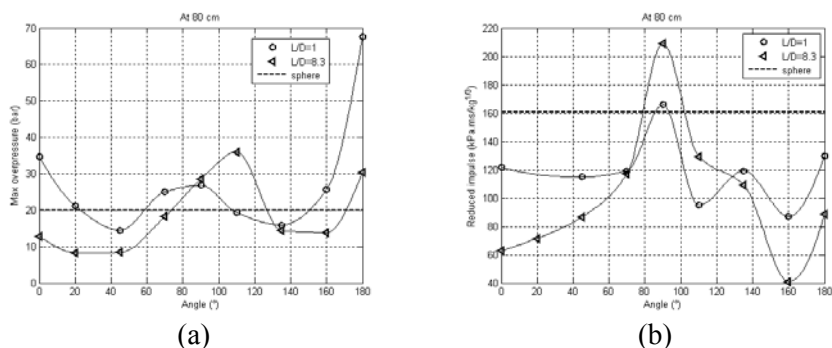 At 80 cm
70
60
50
40
30
20
10
0
0 20 40 60 80 100 120 140 160 180
Max overpressure (bar)
Angle (°)
L/D=1
L/D=8.3
sphere
(a)
At 80 cm
220
200
180
160
140
120
100
80
60
40
0 20 40 60 80 100 120 140 160 180
Reduced impulse (kPa.ms/kg^1/3)
Angle (°)
L/D=1
L/D=8.3
sphere
(b)